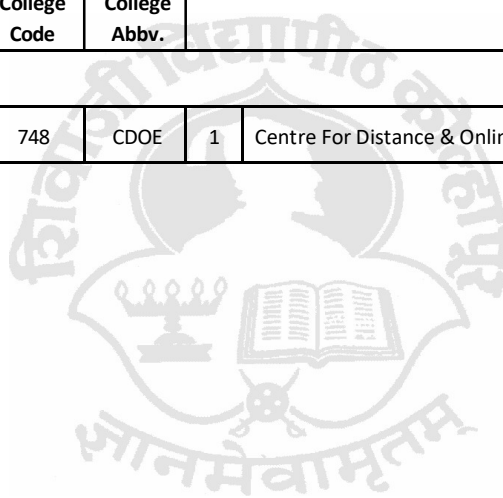 College College
Code Abbv.
748 CDOE 1 Centre For Distance & Onlin
शिवाजी विद्यापीठ कोल्हापूर
ज्ञानमेवामृतम्